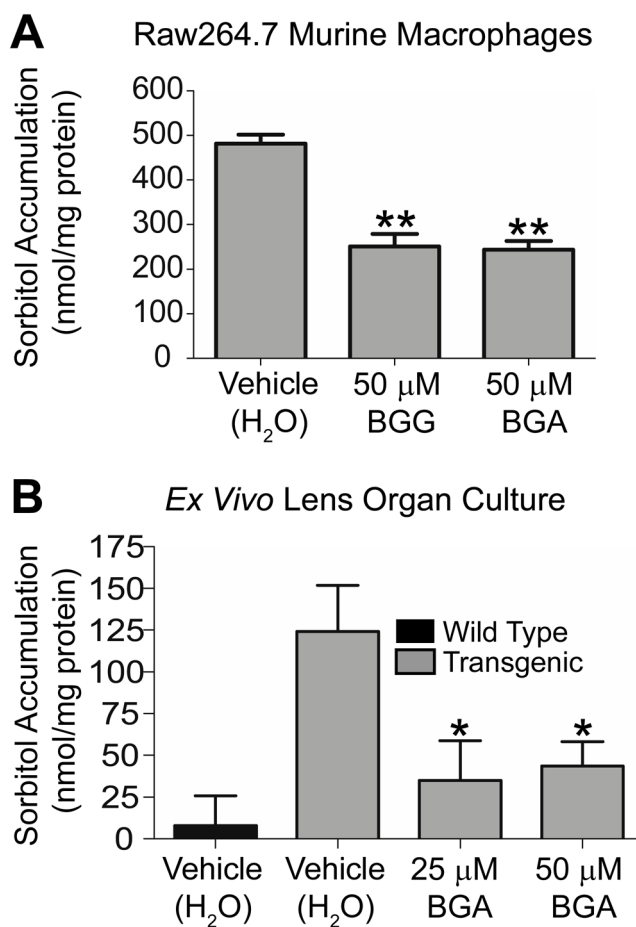 A
Raw264.7 Murine Macrophages
Sorbitol Accumulation
(nmol/mg protein)
600
500
400
300
200
100
0
**
**
Vehicle
(H₂O)
50 μM
BGG
50 μM
BGA
B
Ex Vivo Lens Organ Culture
Sorbitol Accumulation
(nmol/mg protein)
175
150
125
100
75
50
25
0
Wild Type
Transgenic
*
*
Vehicle
(H₂O)
Vehicle
(H₂O)
25 μM
BGA
50 μM
BGA